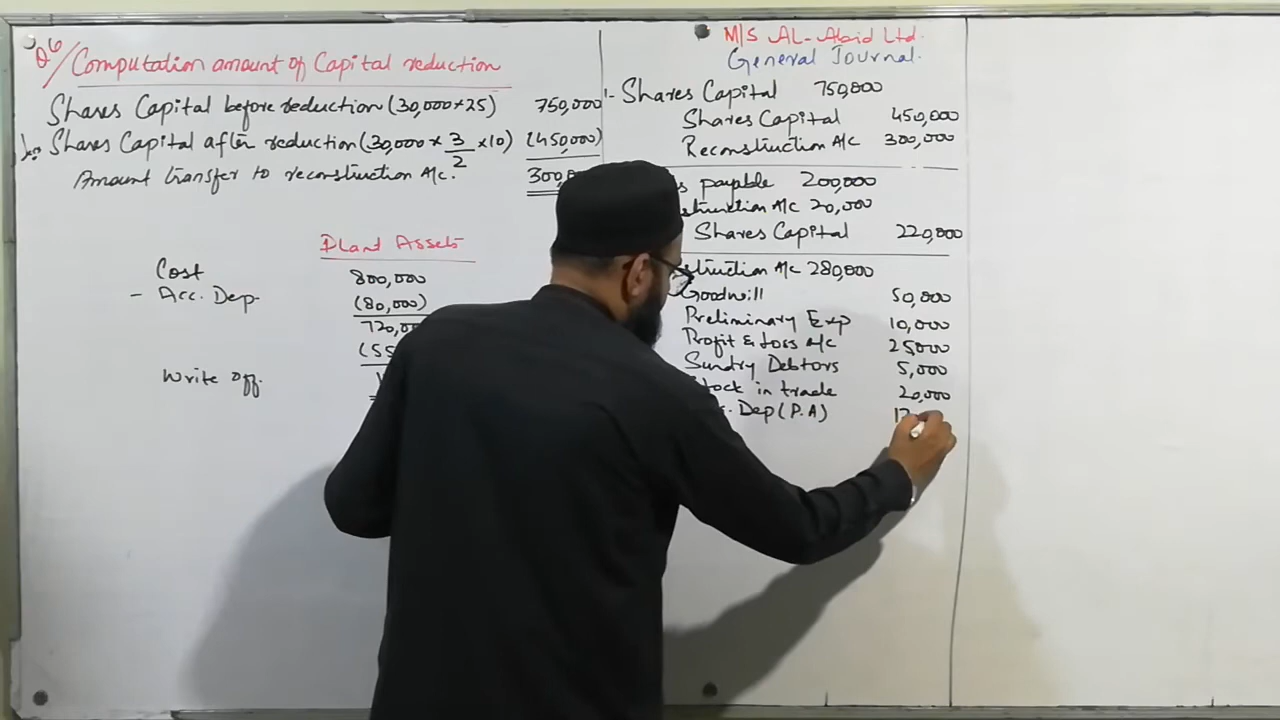 Q6/ Computation amount of Capital reduction
Shares Capital before reduction (30,000×25) 750,000
Less: Shares Capital after reduction (30,000 × 3/2 ×10) (450,000)
Amount transfer to reconstruction A/c.
Plant Assets
Cost 800,000
- Acc. Dep. (80,000)
Write off.
M/S AL-Abid Ltd.
General Journal.
1- Shares Capital 750,000
Shares Capital 450,000
Reconstruction A/c 300,000
payable 200,000
A/c 20,000
Shares Capital 220,000
A/c 280,000
Goodwill 50,000
Preliminary Exp 10,000
Profit & Loss a/c 25000
Sundry Debtors 5,000
Stock in trade 20,000
Dep (P.A)